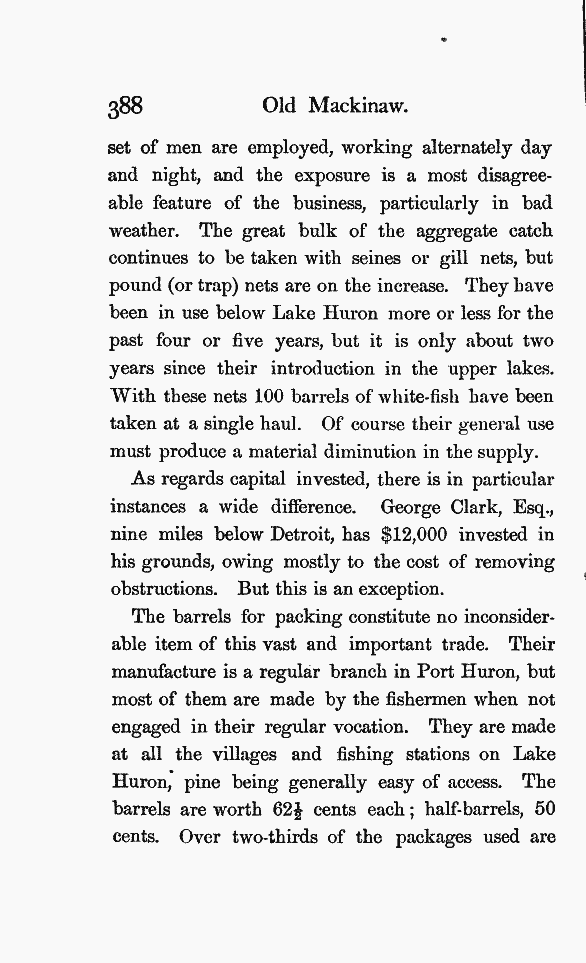 388 Old Mackinaw.
set of men are employed, working alternately day
and night, and the exposure is a most disagree-
able feature of the business, particularly in bad
weather. The great bulk of the aggregate catch
continues to be taken with seines or gill nets, but
pound (or trap) nets are on the increase. They have
been in use below Lake Huron more or less for the
past four or five years, but it is only about two
years since their introduction in the upper lakes.
With these nets 100 barrels of white-fish have been
taken at a single haul. Of course their general use
must produce a material diminution in the supply.
As regards capital invested, there is in particular
instances a wide difference. George Clark, Esq.,
nine miles below Detroit, has $12,000 invested in
his grounds, owing mostly to the cost of removing
obstructions. But this is an exception.
The barrels for packing constitute no inconsider-
able item of this vast and important trade. Their
manufacture is a regular branch in Port Huron, but
most of them are made by the fishermen when not
engaged in their regular vocation. They are made
at all the villages and fishing stations on Lake
Huron, pine being generally easy of access. The
barrels are worth 62½ cents each; half-barrels, 50
cents. Over two-thirds of the packages used are